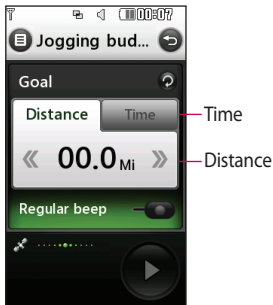 00:07
Jogging bud...
Goal
Distance Time
Time
00.0 Mi
Distance
Regular beep